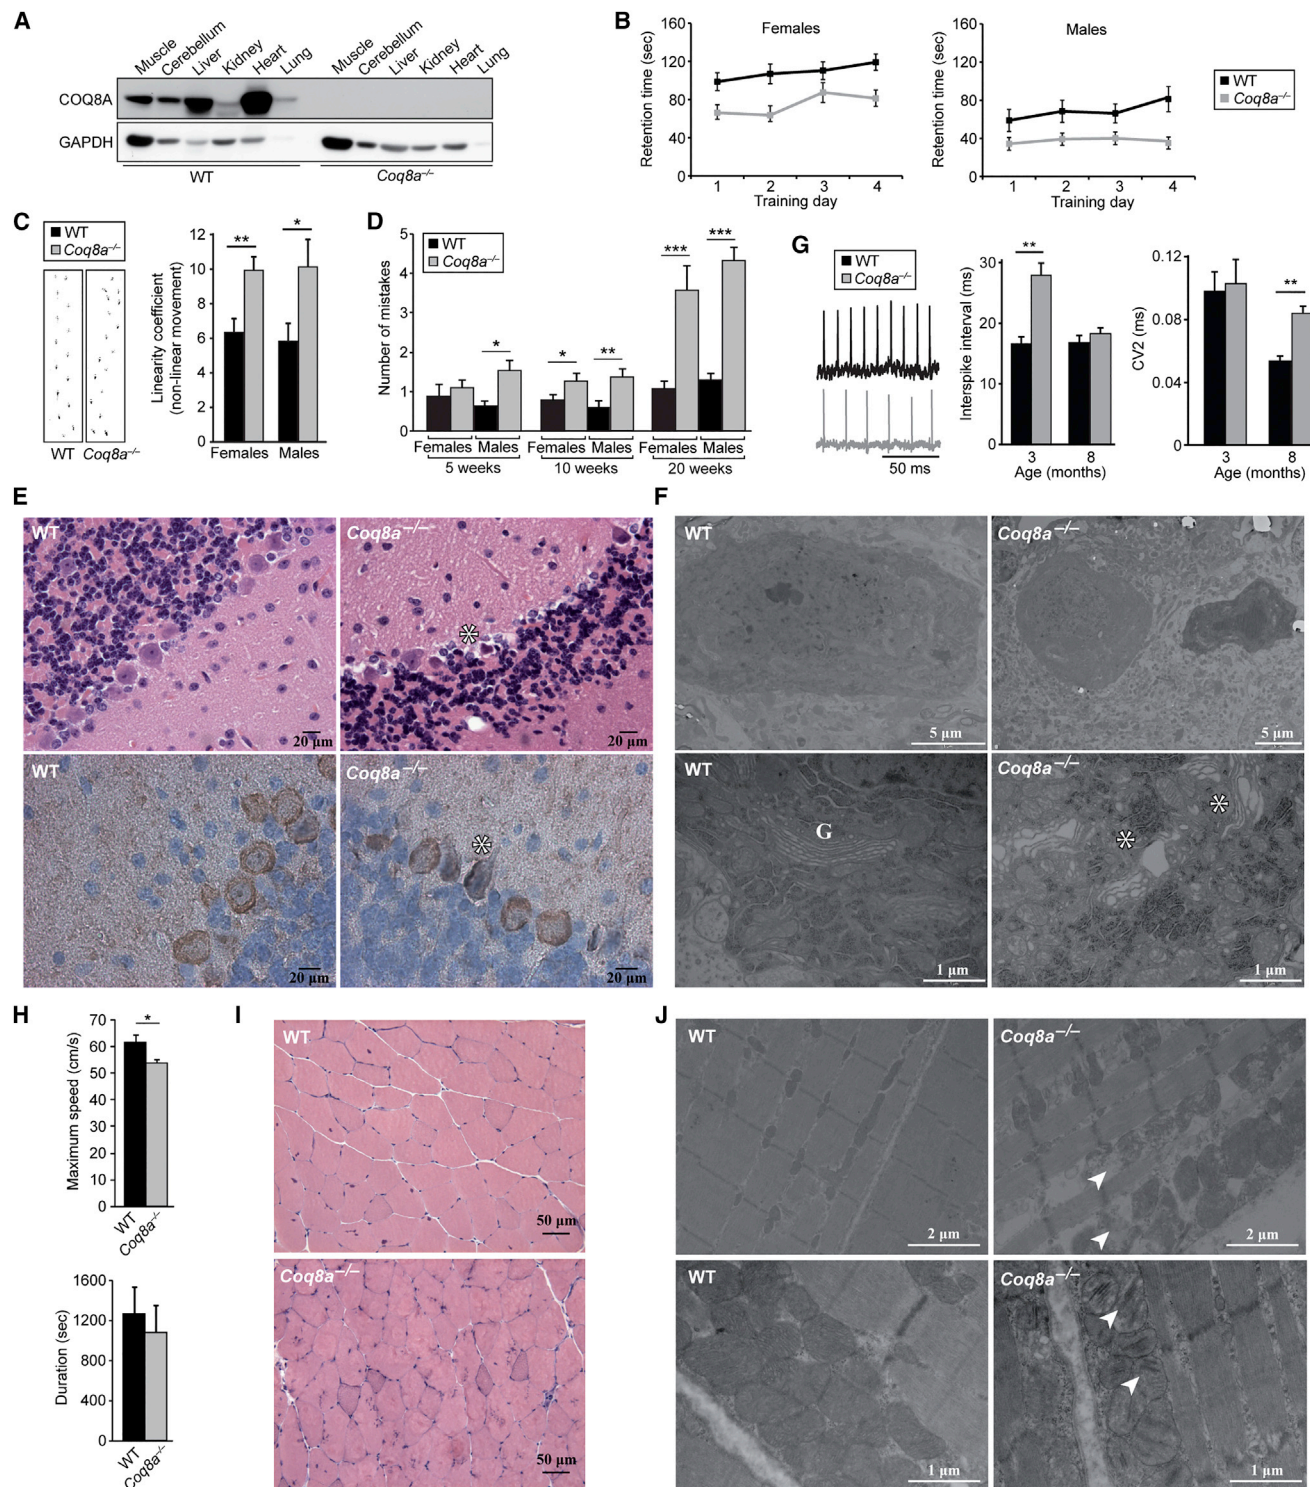 A
Muscle
Cerebellum
Liver
Kidney
Heart
Lung
Muscle
Cerebellum
Liver
Kidney
Heart
Lung
COQ8A
GAPDH
WT
Coq8a–/–
B
Females
Retention time (sec)
160
120
80
40
0
1 2 3 4
Training day
Males
Retention time (sec)
160
120
80
40
0
1 2 3 4
Training day
WT
Coq8a–/–
C
WT
Coq8a–/–
WT Coq8a–/–
Linearity coefficient
(non-linear movement)
12
10
8
6
4
2
0
** *
Females Males
D
WT
Coq8a–/–
Number of mistakes
5
4
3
2
1
0
* * ** *** ***
Females Males Females Males Females Males
5 weeks 10 weeks 20 weeks
G
WT
Coq8a–/–
50 ms
Interspike interval (ms)
30
20
10
0
**
3 8
Age (months)
CV2 (ms)
0.12
0.08
0.04
0
**
3 8
Age (months)
E
WT
20 µm
Coq8a–/–
*
20 µm
WT
20 µm
Coq8a–/–
*
20 µm
F
WT
5 µm
Coq8a–/–
5 µm
WT
G
1 µm
Coq8a–/–
*
*
1 µm
H
Maximum speed (cm/s)
70
60
50
40
30
20
10
0
*
WT
Coq8a–/–
Duration (sec)
1600
1200
800
400
0
WT
Coq8a–/–
I
WT
50 µm
Coq8a–/–
50 µm
J
WT
2 µm
Coq8a–/–
2 µm
WT
1 µm
Coq8a–/–
1 µm